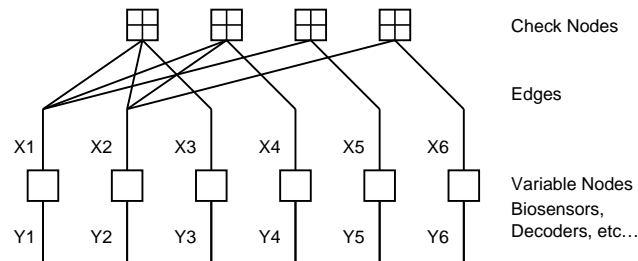 Check Nodes
Edges
X1 X2 X3 X4 X5 X6
Variable Nodes
Biosensors,
Y1 Y2 Y3 Y4 Y5 Y6
Decoders, etc…